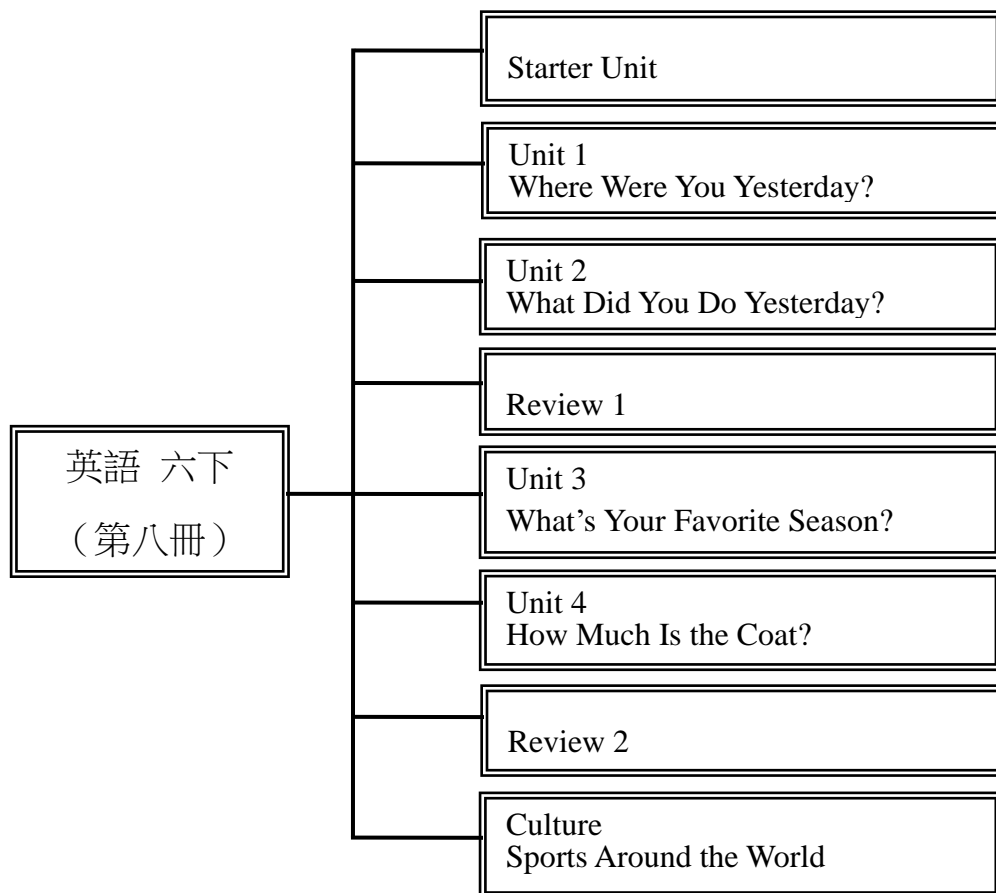 英語 六下
（第八冊）
Starter Unit
Unit 1
Where Were You Yesterday?
Unit 2
What Did You Do Yesterday?
Review 1
Unit 3
What’s Your Favorite Season?
Unit 4
How Much Is the Coat?
Review 2
Culture
Sports Around the World